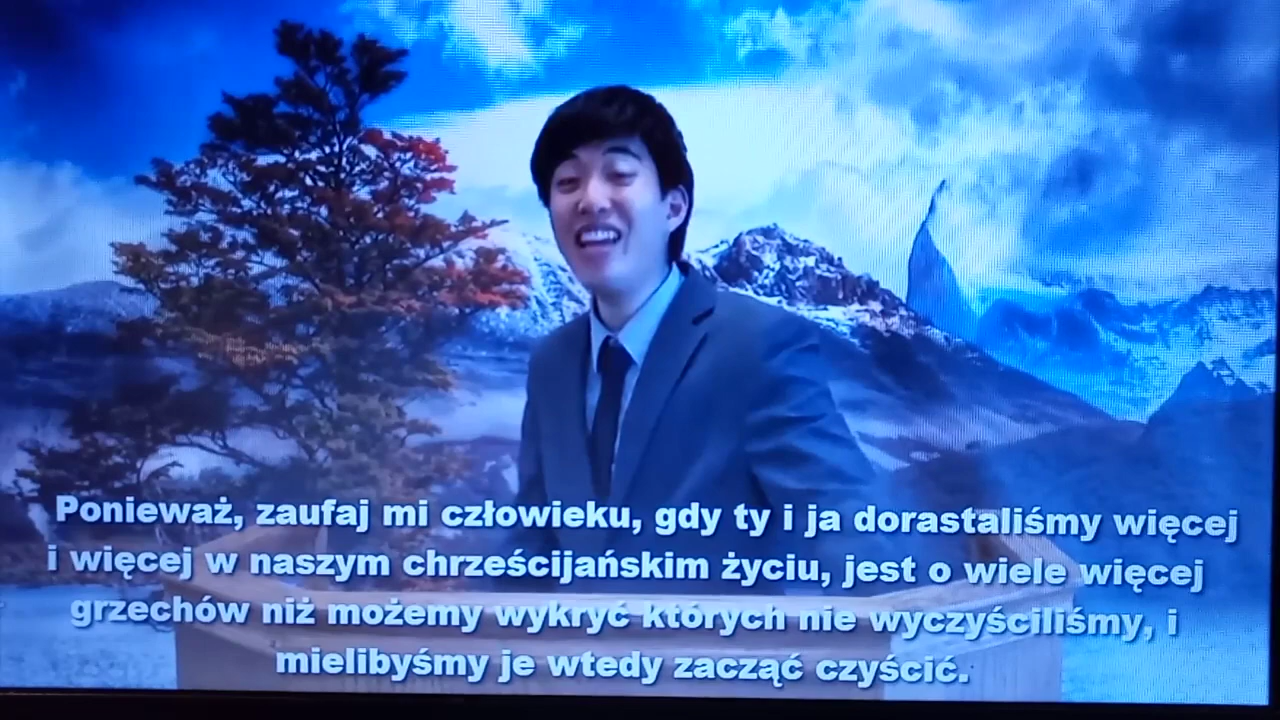 Ponieważ, zaufaj mi człowieku, gdy ty i ja dorastaliśmy więcej
i więcej w naszym chrześcijańskim życiu, jest o wiele więcej
grzechów niż możemy wykryć których nie wyczyściliśmy, i
mielibyśmy je wtedy zacząć czyścić.